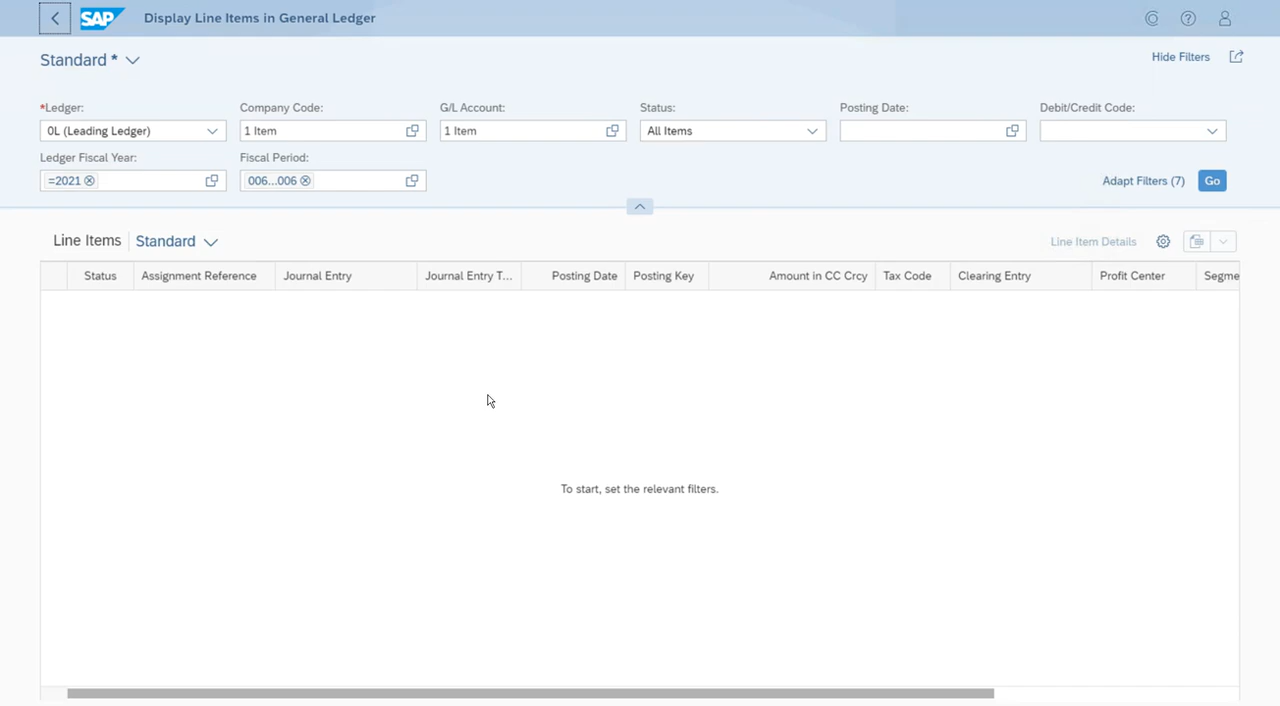 SAP Display Line Items in General Ledger
Standard *
Hide Filters
*Ledger: Company Code: G/L Account: Status: Posting Date: Debit/Credit Code:
0L (Leading Ledger) 1 Item 1 Item All Items
Ledger Fiscal Year: Fiscal Period:
=2021 006...006 Adapt Filters (7) Go
Line Items Standard Line Item Details
Status Assignment Reference Journal Entry Journal Entry T... Posting Date Posting Key Amount in CC Crcy Tax Code Clearing Entry Profit Center Segme
To start, set the relevant filters.